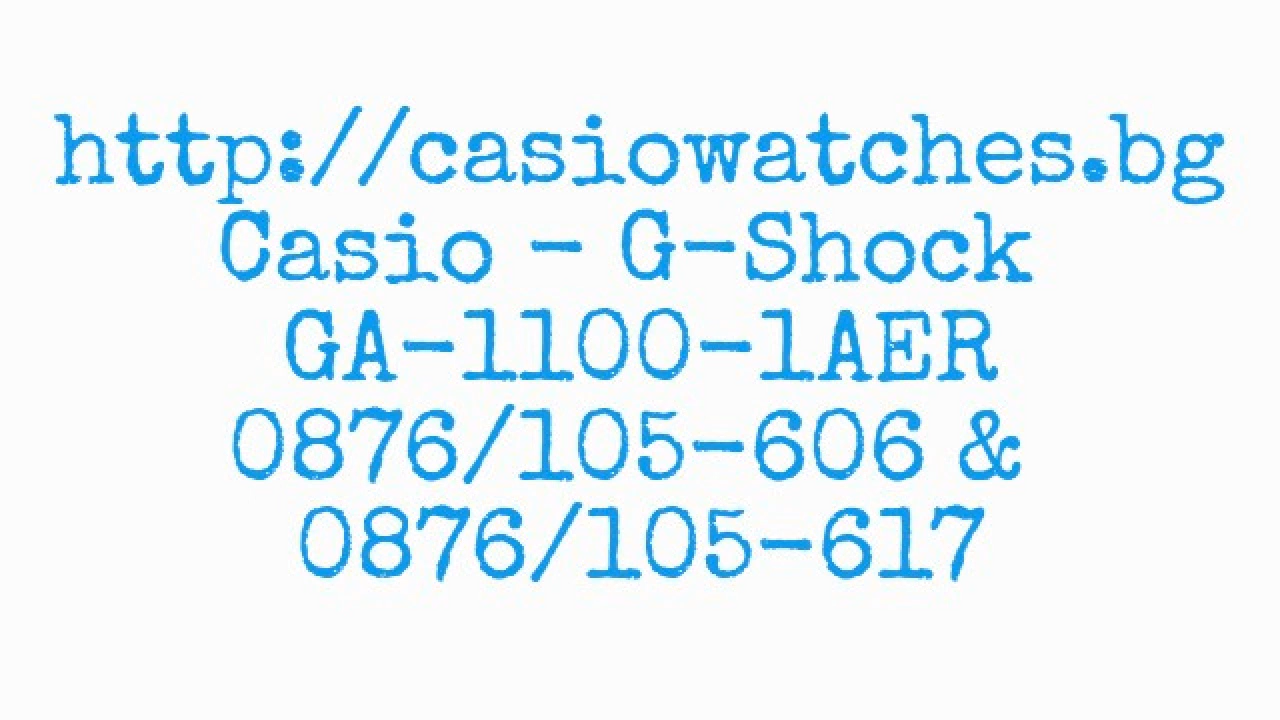 http://casiowatches.bg
Casio - G-Shock
GA-1100-1AER
0876/105-606 &
0876/105-617